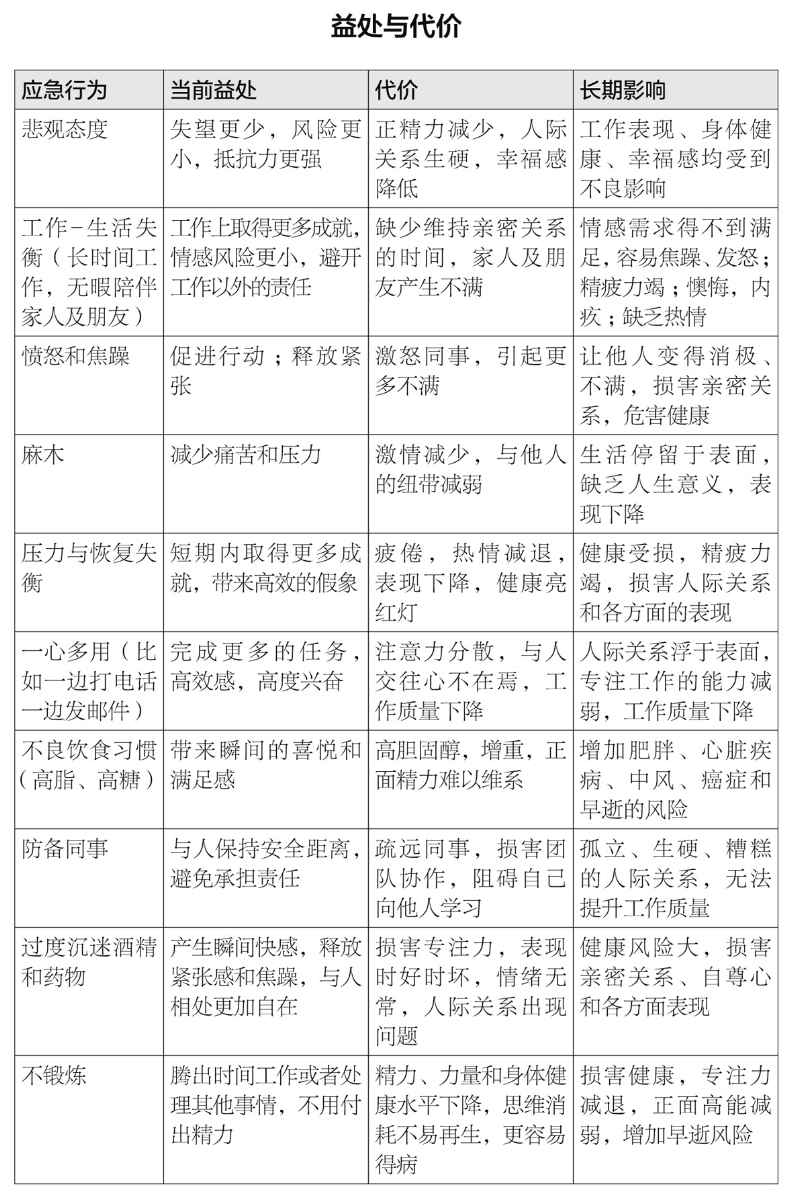 益处与代价
应急行为
当前益处
代价
长期影响
悲观态度
失望更少，风险更
小，抵抗力更强
正精力减少，人际
关系生硬，幸福感
降低
工作表现、身体健
康、幸福感均受到
不良影响
工作－生活失
衡（长时间工
作，无暇陪伴
家人及朋友）
工作上取得更多成就，
情感风险更小，避开
工作以外的责任
缺少维持亲密关系
的时间，家人及朋
友产生不满
情感需求得不到满
足，容易焦躁、发怒；
精疲力竭；懊悔，内
疚；缺乏热情
愤怒和焦躁
促进行动；释放紧
张
激怒同事，引起更
多不满
让他人变得消极、
不满，损害亲密关
系，危害健康
麻木
减少痛苦和压力
激情减少，与他人
的纽带减弱
生活停留于表面，
缺乏人生意义，表
现下降
压力与恢复失
衡
短期内取得更多成
就，带来高效的假象
疲倦，热情减退，
表现下降，健康亮
红灯
健康受损，精疲力
竭，损害人际关系
和各方面的表现
一心多用（比
如一边打电话
一边发邮件）
完成更多的任务，
高效感，高度兴奋
注意力分散，与人
交往心不在焉，工
作质量下降
人际关系浮于表面，
专注工作的能力减
弱，工作质量下降
不良饮食习惯
（高脂、高糖）
带来瞬间的喜悦和
满足感
高胆固醇，增重，正
面精力难以维系
增加肥胖、心脏疾
病、中风、癌症和
早逝的风险
防备同事
与人保持安全距离，
避免承担责任
疏远同事，损害团
队协作，阻碍自己
向他人学习
孤立、生硬、糟糕
的人际关系，无法
提升工作质量
过度沉迷酒精
和药物
产生瞬间快感，释放
紧张感和焦躁，与人
相处更加自在
损害专注力，表现
时好时坏，情绪无
常，人际关系出现
问题
健康风险大，损害
亲密关系、自尊心
和各方面表现
不锻炼
腾出时间工作或者处
理其他事情，不用付
出精力
精力、力量和身体健
康水平下降，思维消
耗不易再生，更容易
得病
损害健康，专注力
减退，正面高能减
弱，增加早逝风险